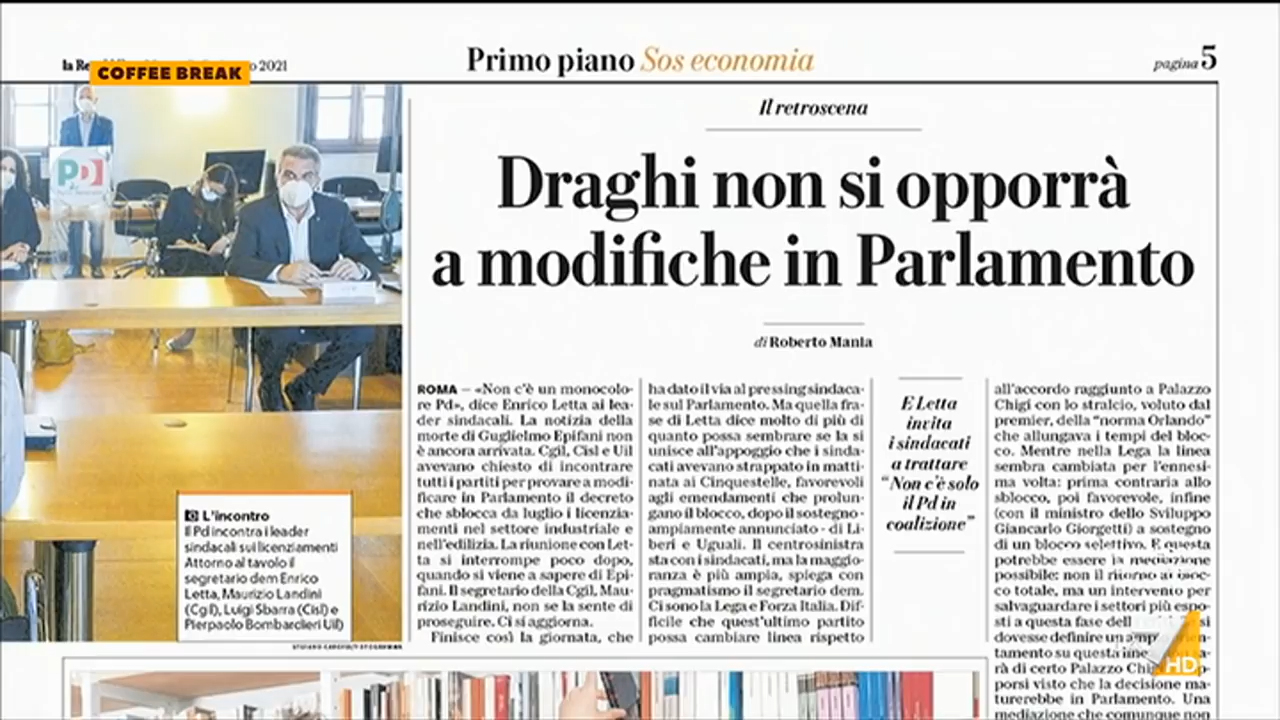 la Re
COFFEE BREAK
o 2021
Primo piano Sos economia
pagina 5
PD
Il retroscena
Draghi non si opporrà
a modifiche in Parlamento
di Roberto Mania
L'incontro
Il Pd incontra i leader
sindacali sui licenziamenti
Attorno al tavolo il
segretario dem Enrico
Letta, Maurizio Landini
(Cgil), Luigi Sbarra (Cisl) e
Pierpaolo Bombardieri Uil)
ROMA — «Non c'è un monocolo-
re Pd», dice Enrico Letta ai lea-
der sindacali. La notizia della
morte di Guglielmo Epifani non
è ancora arrivata. Cgil, Cisl e Uil
avevano chiesto di incontrare
tutti i partiti per provare a modi-
ficare in Parlamento il decreto
che sblocca da luglio i licenzia-
menti nel settore industriale e
nell'edilizia. La riunione con Let-
ta si interrompe poco dopo,
quando si viene a sapere di Epi-
fani. Il segretario della Cgil, Mau-
rizio Landini, non se la sente di
proseguire. Ci si aggiorna.
Finisce così la giornata, che
ha dato il via al pressing sindaca-
le sul Parlamento. Ma quella fra-
se di Letta dice molto di più di
quanto possa sembrare se la si
unisce all'appoggio che i sinda-
cati avevano strappato in matti-
nata ai Cinquestelle, favorevoli
agli emendamenti che prolun-
gano il blocco, dopo il sostegno -
ampiamente annunciato - di Li-
beri e Uguali. Il centrosinistra
sta con i sindacati, ma la maggio-
ranza è più ampia, spiega con
pragmatismo il segretario dem.
Ci sono la Lega e Forza Italia. Dif-
ficile che quest'ultimo partito
possa cambiare linea rispetto
E Letta
invita
i sindacati
a trattare
“Non c'è solo
il Pd in
coalizione”
all'accordo raggiunto a Palazzo
Chigi con lo stralcio, voluto dal
premier, della “norma Orlando”
che allungava i tempi del bloc-
co. Mentre nella Lega la linea
sembra cambiata per l'ennesi-
ma volta: prima contraria allo
sblocco, poi favorevole, infine
(con il ministro dello Sviluppo
Giancarlo Giorgetti) a sostegno
di un blocco selettivo. E questa
potrebbe essere la mediazione
possibile: non il ritorno al bloc-
co totale, ma un intervento per
salvaguardare i settori più espo-
sti a questa fase dell si
dovesse definire un
tamento su questa
rà di certo Palazzo
porsi visto che la decisione ma-
turerebbe in Parlamento. Una
mediazione che comunque non
HD